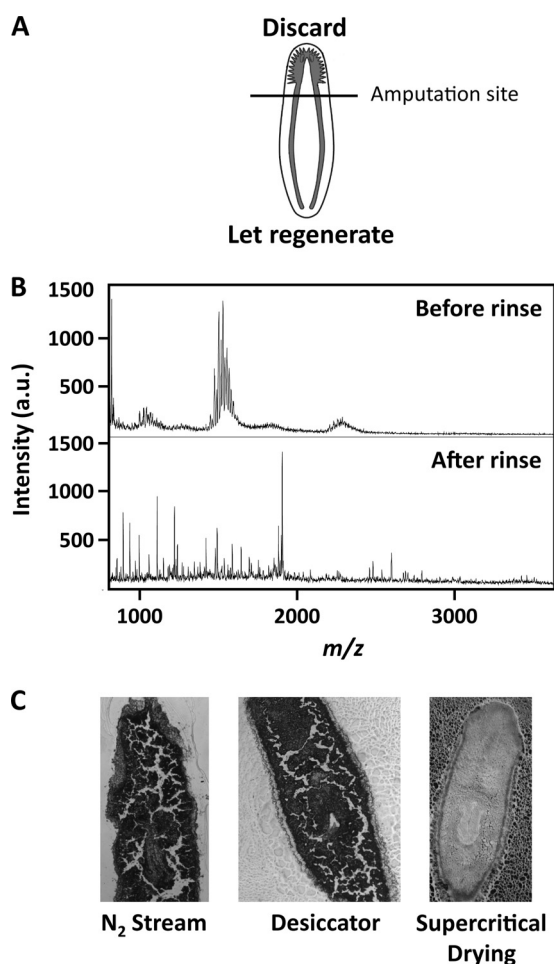 A
Discard
Amputation site
Let regenerate
B
1500
Before rinse
1000
500
Intensity (a.u.)
1500
After rinse
1000
500
1000 2000 3000
m/z
C
N₂ Stream
Desiccator
Supercritical
Drying